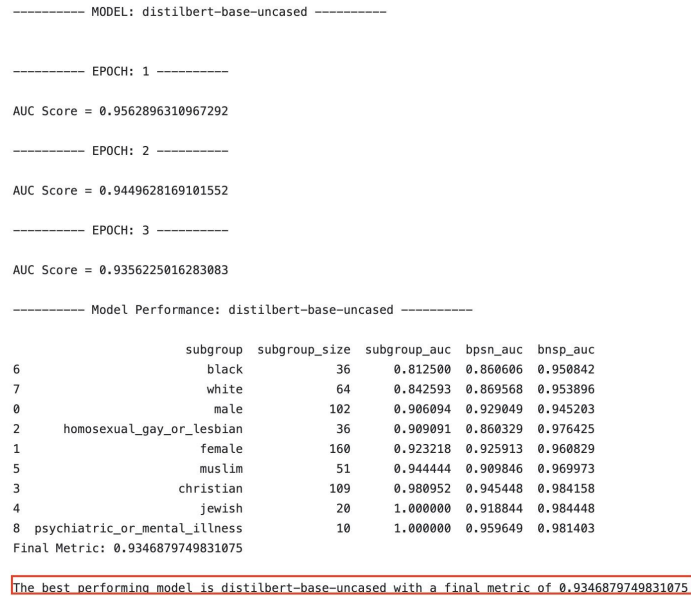 ---------- MODEL: distilbert-base-uncased ----------
---------- EPOCH: 1 ----------
AUC Score = 0.9562896310967292
---------- EPOCH: 2 ----------
AUC Score = 0.9449628169101552
---------- EPOCH: 3 ----------
AUC Score = 0.9356225016283083
---------- Model Performance: distilbert-base-uncased ----------
subgroup subgroup_size subgroup_auc bpsn_auc bnsp_auc
6 black 36 0.812500 0.860606 0.950842
7 white 64 0.842593 0.869568 0.953896
0 male 102 0.906094 0.929049 0.945203
2 homosexual_gay_or_lesbian 36 0.909091 0.860329 0.976425
1 female 160 0.923218 0.925913 0.960829
5 muslim 51 0.944444 0.909846 0.969973
3 christian 109 0.980952 0.945448 0.984158
4 jewish 20 1.000000 0.918844 0.984448
8 psychiatric_or_mental_illness 10 1.000000 0.959649 0.981403
Final Metric: 0.9346879749831075
The best performing model is distilbert-base-uncased with a final metric of 0.9346879749831075